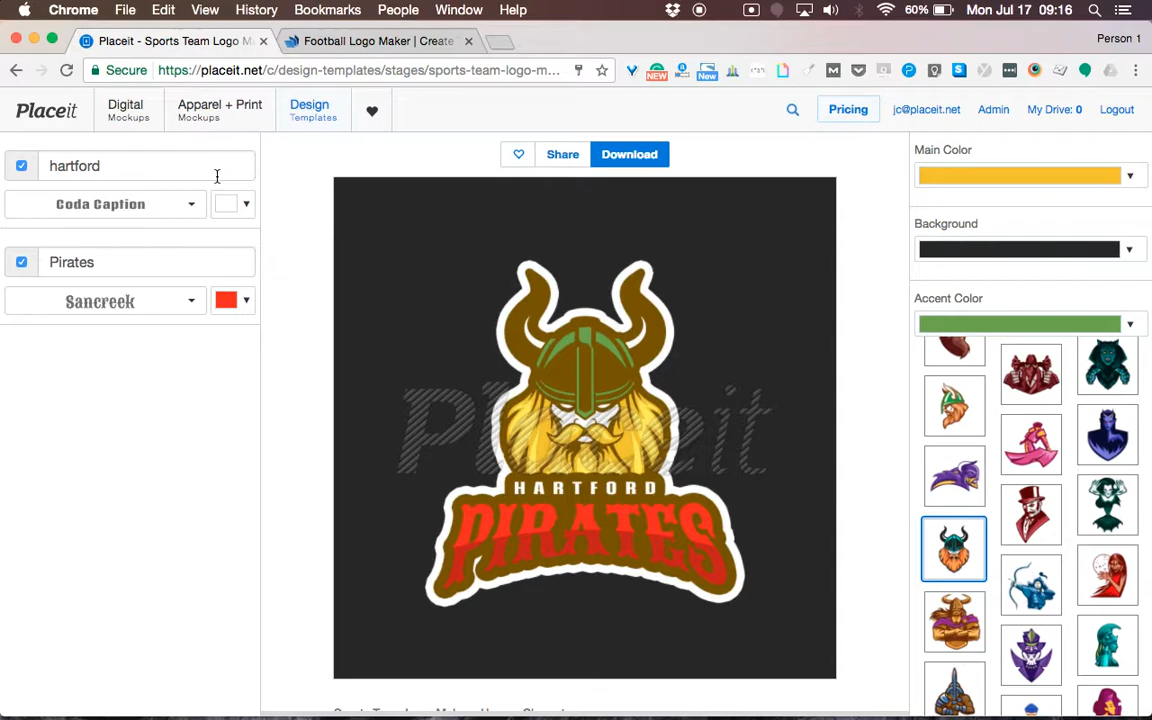 Chrome File Edit View History Bookmarks People Window Help 60% Mon Jul 17 09:16
Placeit - Sports Team Logo M
Football Logo Maker | Create
Person 1
Secure https://placeit.net/c/design-templates/stages/sports-team-logo-m...
NEW
New
Placeit
Digital
Mockups
Apparel + Print
Mockups
Design
Templates
Pricing
jc@placeit.net
Admin
My Drive: 0
Logout
hartford
Coda Caption
Pirates
Sancreek
Share
Download
Placeit
HARTFORD
PIRATES
Main Color
Background
Accent Color